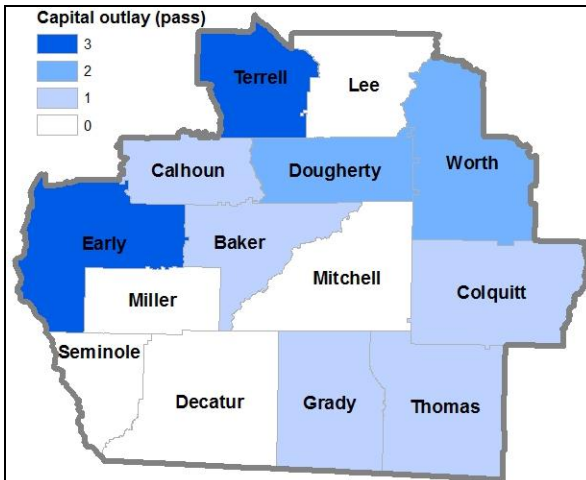 Capital outlay (pass)
3
2
1
0
Terrell
Lee
Calhoun
Dougherty
Worth
Early
Baker
Mitchell
Miller
Colquitt
Seminole
Decatur
Grady
Thomas